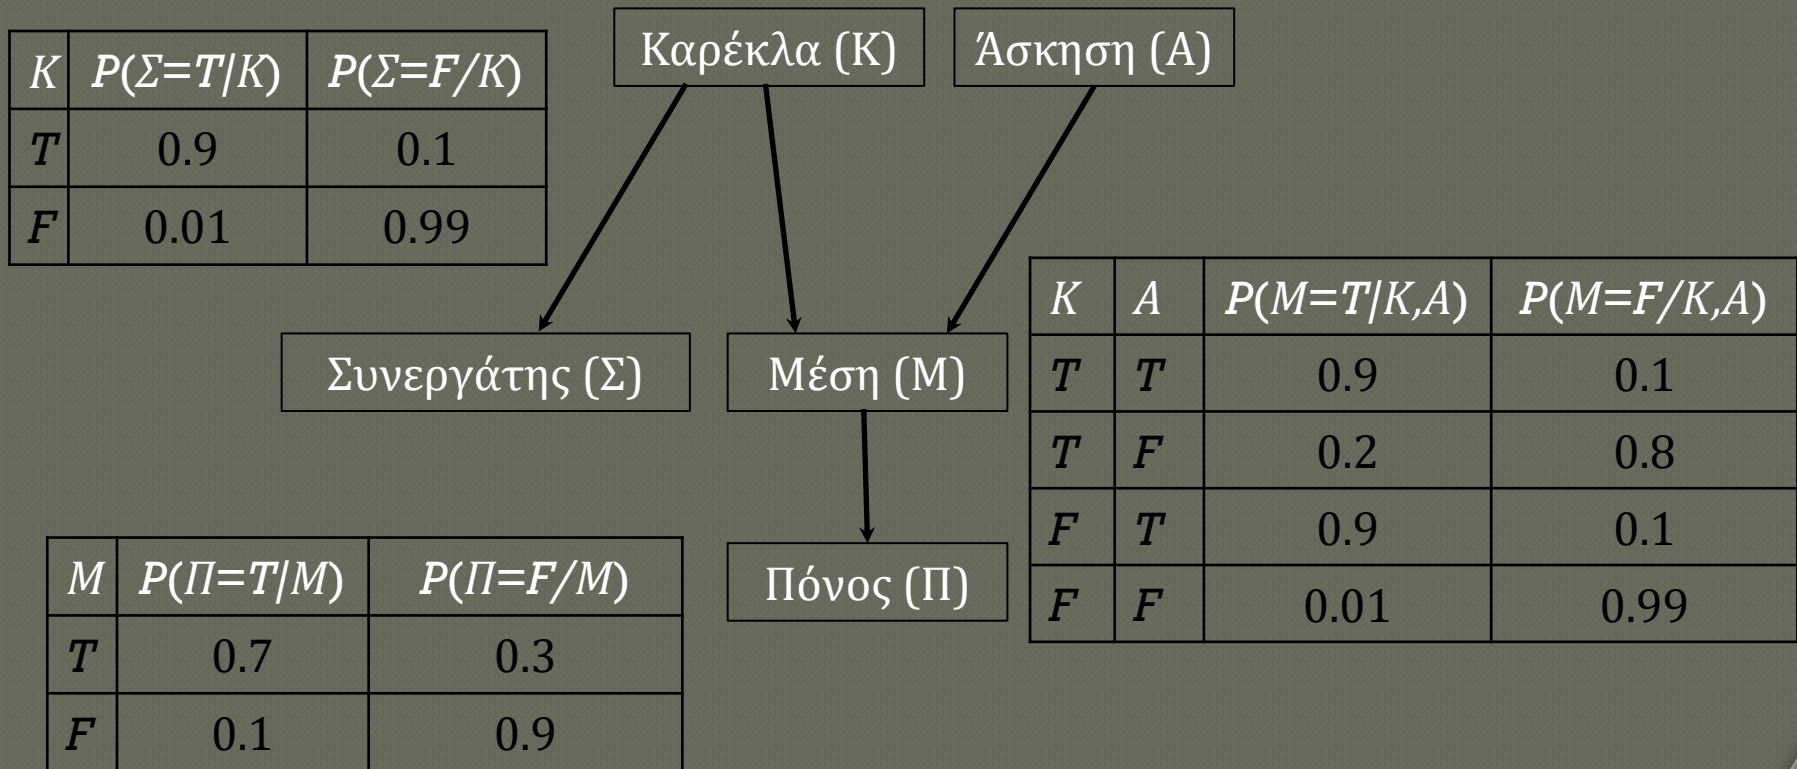 Καρέκλα (Κ)
Άσκηση (Α)
K P(Σ=T|K) P(Σ=F/K)
T 0.9 0.1
F 0.01 0.99
Συνεργάτης (Σ)
Μέση (Μ)
K A P(M=T|K,A) P(M=F/K,A)
T T 0.9 0.1
T F 0.2 0.8
F T 0.9 0.1
F F 0.01 0.99
M P(Π=T|M) P(Π=F/M)
T 0.7 0.3
F 0.1 0.9
Πόνος (Π)